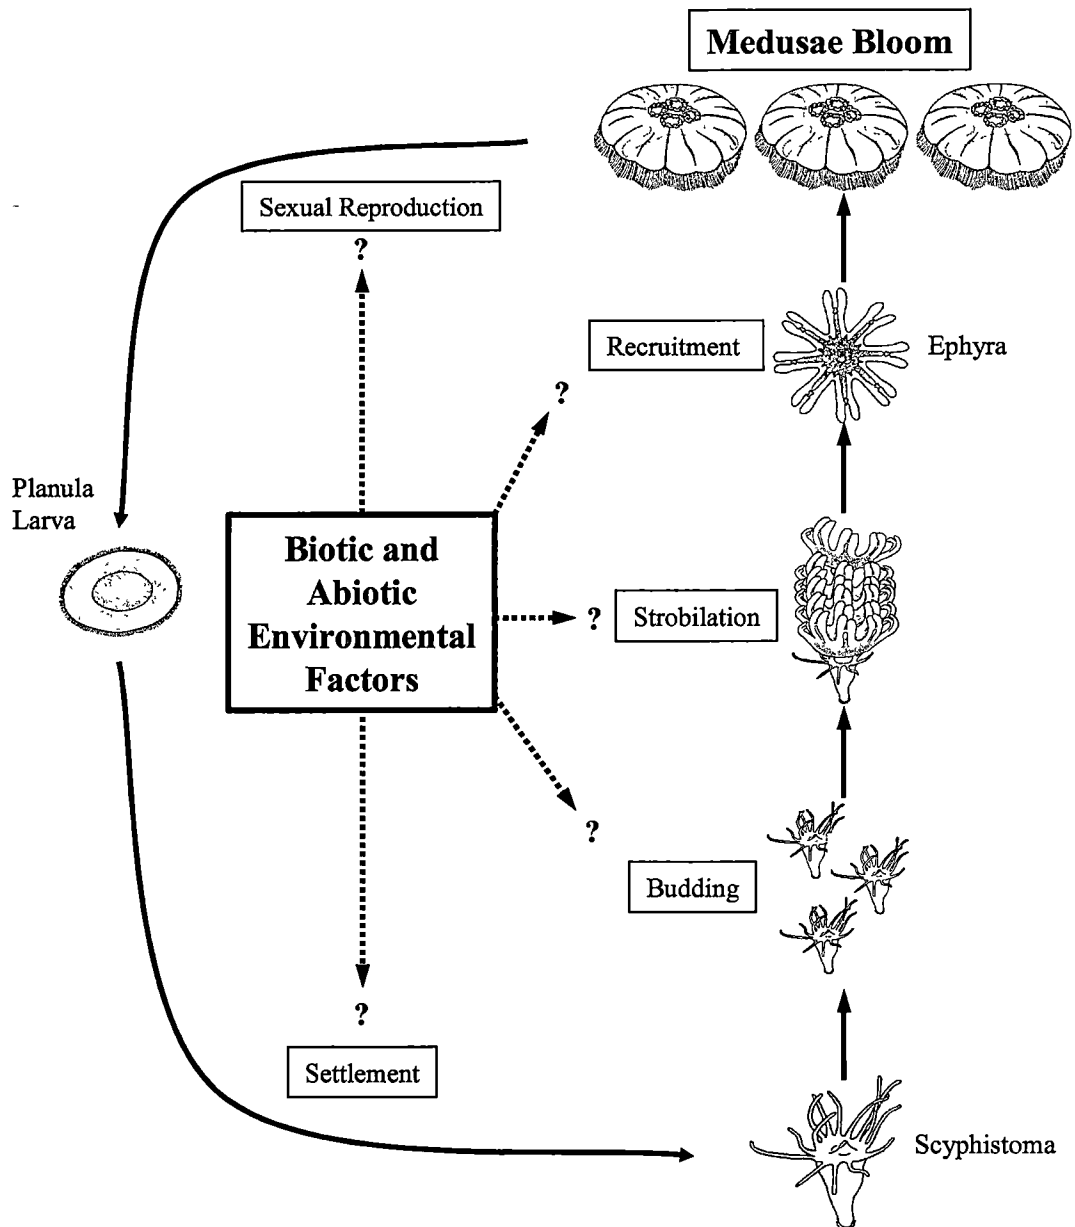 Medusae Bloom
Sexual Reproduction
?
Recruitment
Ephyra
?
Planula
Larva
Biotic and
Abiotic
Environmental
Factors
?
Strobilation
?
Budding
?
Settlement
Scyphistoma